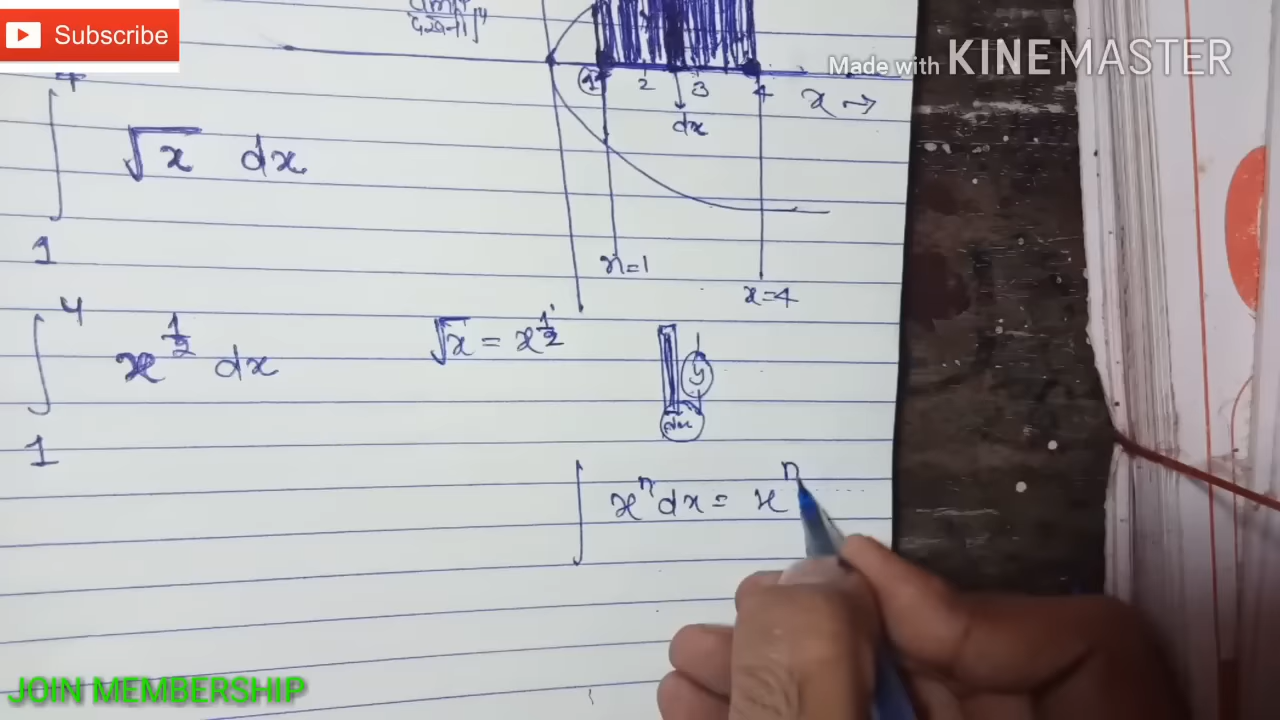 Subscribe
Made with KINEMASTER
1 2 3 4 x →
dx
4
∫ √x dx
1
x=1
x=4
4
∫ x^1/2 dx
1
√x = x^1/2
y
dx
∫ x^n dx = x^n
JOIN MEMBERSHIP